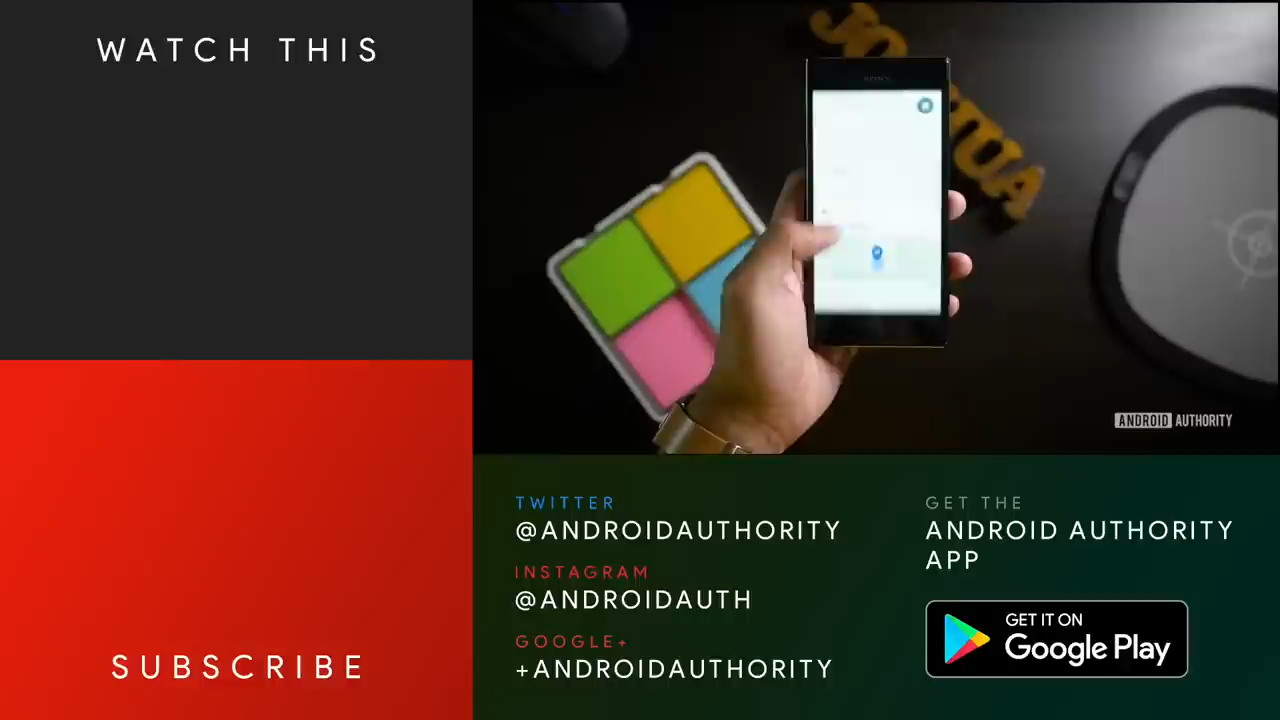 WATCH THIS
SONY
ANDROID AUTHORITY
TWITTER
@ANDROIDAUTHORITY
INSTAGRAM
@ANDROIDAUTH
GOOGLE+
+ANDROIDAUTHORITY
GET THE
ANDROID AUTHORITY
APP
GET IT ON
Google Play
SUBSCRIBE